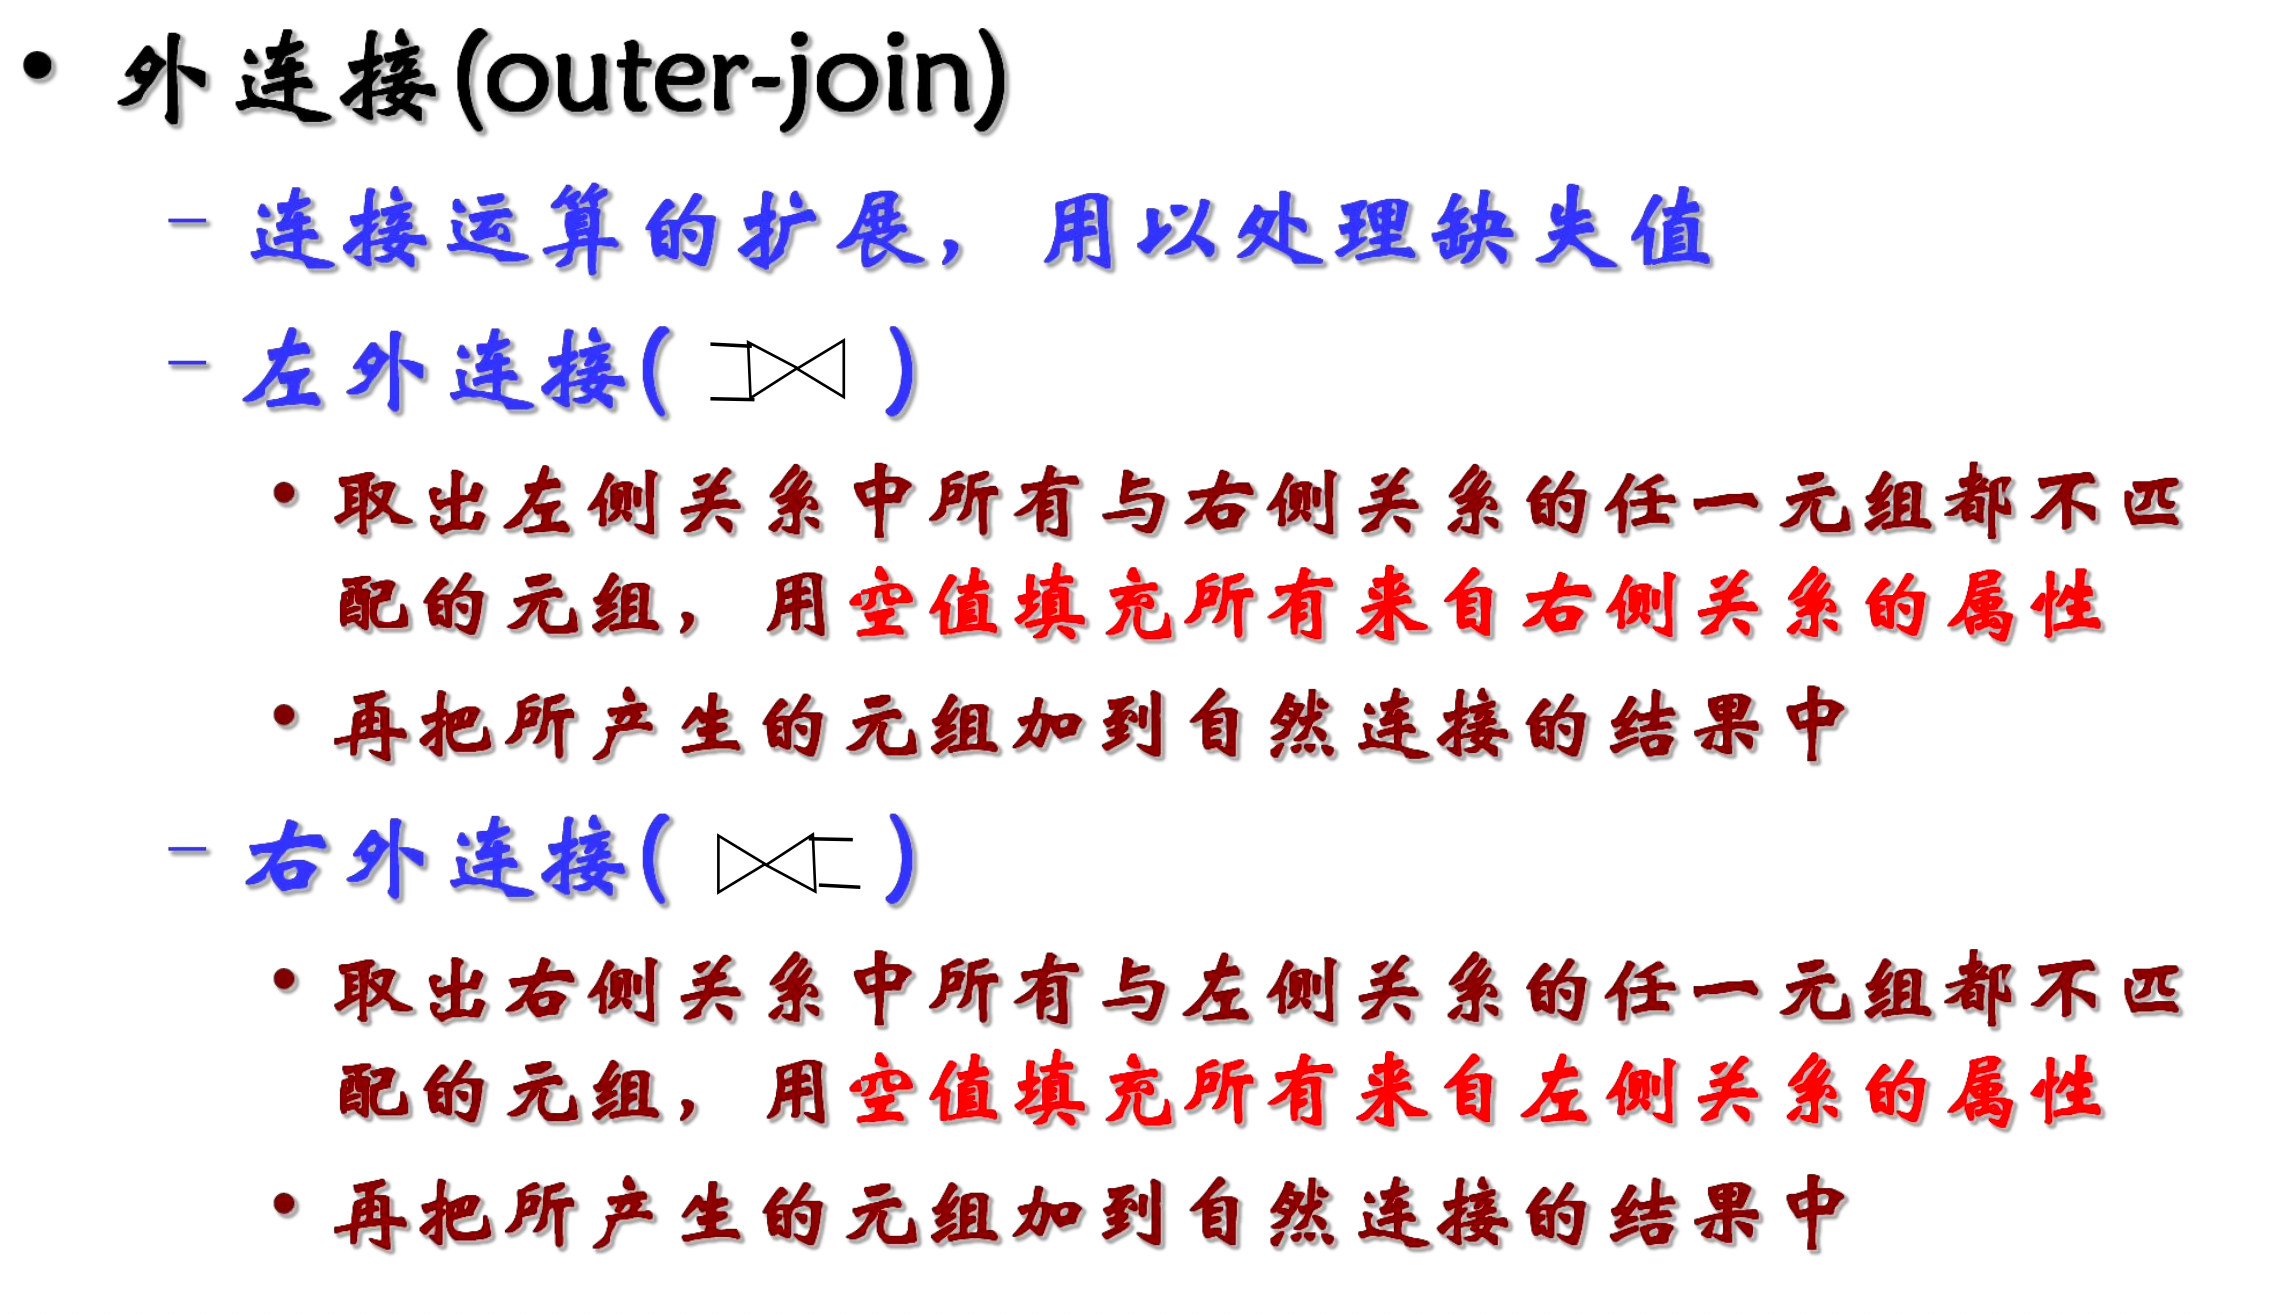 • 外连接(outer-join)
– 连接运算的扩展，用以处理缺失值
– 左外连接( ⟕ )
• 取出左侧关系中所有与右侧关系的任一元组都不匹
配的元组，用空值填充所有来自右侧关系的属性
• 再把所产生的元组加到自然连接的结果中
– 右外连接( ⟖ )
• 取出右侧关系中所有与左侧关系的任一元组都不匹
配的元组，用空值填充所有来自左侧关系的属性
• 再把所产生的元组加到自然连接的结果中